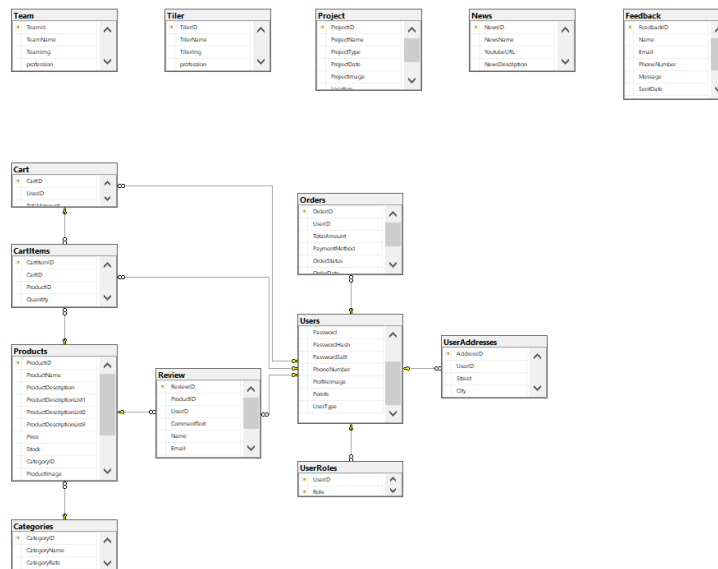 Team
TeamId
TeamName
TeamImg
profession
Tiler
TilerID
TilerName
TilerImg
profession
Project
ProjectID
ProjectName
ProjectType
ProjectDate
ProjectImage
Location
News
NewsID
NewsName
YoutubeURL
NewsDescription
Feedback
FeedbackID
Name
Email
PhoneNumber
Message
SentDate
Cart
CartID
UserID
TotalAmount
CartItems
CartItemID
CartID
ProductID
Quantity
Products
ProductID
ProductName
ProductDescription
ProductDescriptionList1
ProductDescriptionList2
ProductDescriptionList3
Price
Stock
CategoryID
ProductImage
Categories
CategoryID
CategoryName
CategoryRate
Review
ReviewID
ProductID
UserID
CommentText
Name
Email
Orders
OrderID
UserID
TotalAmount
PaymentMethod
OrderStatus
OrderDate
Users
Password
PasswordHash
PasswordSalt
PhoneNumber
ProfileImage
Points
UserType
UserRoles
UserID
Role
UserAddresses
AddressID
UserID
Street
City